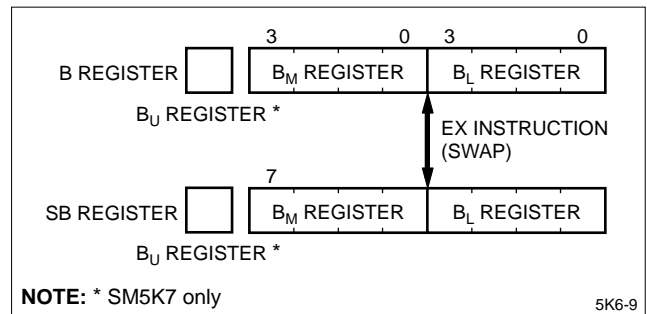 3 0 3 0
B REGISTER B_M REGISTER B_L REGISTER
B_U REGISTER *
EX INSTRUCTION
(SWAP)
7
SB REGISTER B_M REGISTER B_L REGISTER
B_U REGISTER *
NOTE: * SM5K7 only
5K6-9